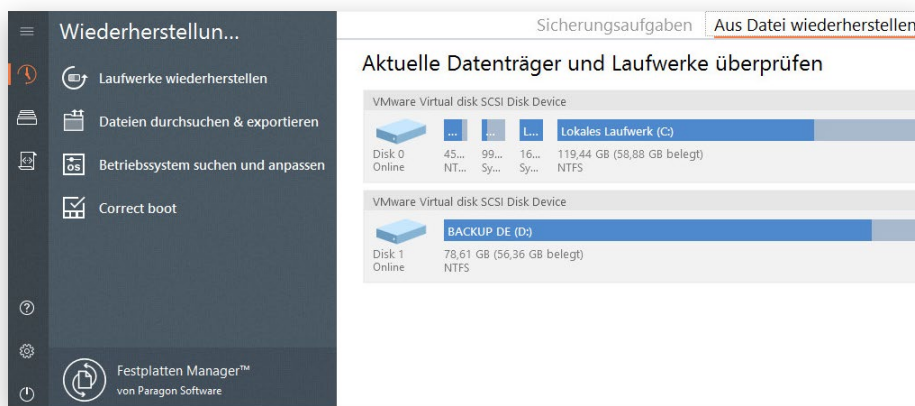 Wiederherstellun...
Laufwerke wiederherstellen
Dateien durchsuchen & exportieren
os
Betriebssystem suchen und anpassen
Correct boot
Festplatten Manager™
von Paragon Software
Sicherungsaufgaben
Aus Datei wiederherstellen
Aktuelle Datenträger und Laufwerke überprüfen
VMware Virtual disk SCSI Disk Device
... ... L... Lokales Laufwerk (C:)
Disk 0 45... 99... 16... 119,44 GB (58,88 GB belegt)
Online NT... Sy... Sy... NTFS
VMware Virtual disk SCSI Disk Device
BACKUP DE (D:)
Disk 1 78,61 GB (56,36 GB belegt)
Online NTFS